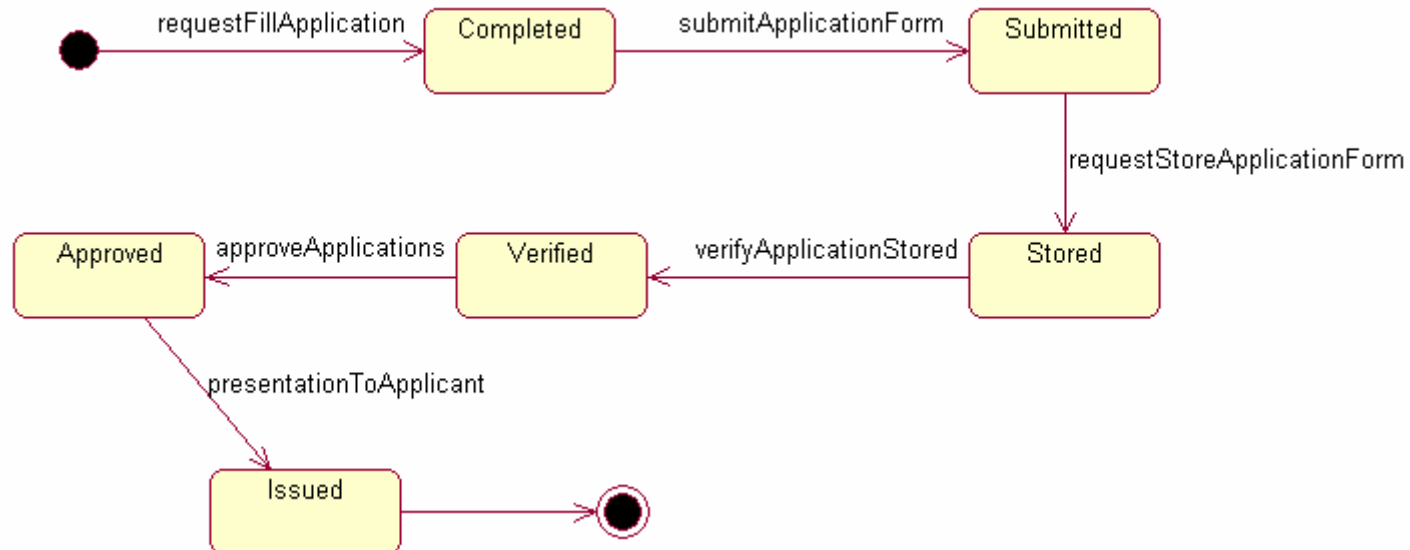 requestFillApplication
Completed
submitApplicationForm
Submitted
requestStoreApplicationForm
Approved
approveApplications
Verified
verifyApplicationStored
Stored
presentationToApplicant
Issued